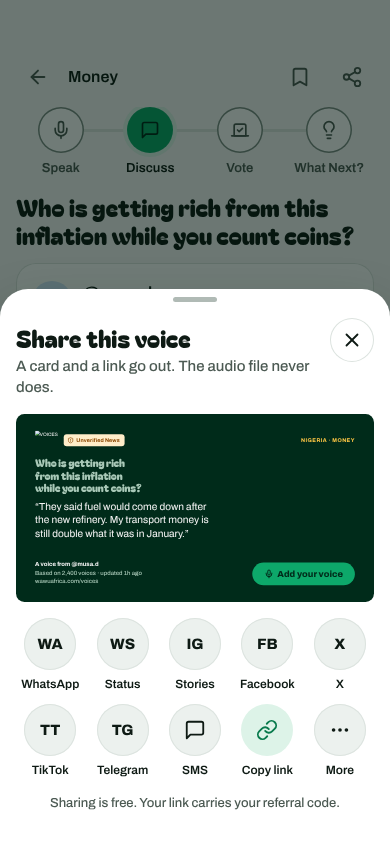 Money
Speak
Discuss
Vote
What Next?
Who is getting rich from this
inflation while you count coins?
Share this voice
A card and a link go out. The audio file never
does.
VOICES
Unverified News
NIGERIA · MONEY
Who is getting rich
from this inflation
while you count coins?
“They said fuel would come down after
the new refinery. My transport money is
still double what it was in January.”
A voice from @musa.d
Based on 2,400 voices · updated 1h ago
wawuafrica.com/voices
Add your voice
WA
WS
IG
FB
X
WhatsApp
Status
Stories
Facebook
X
TT
TG
TikTok
Telegram
SMS
Copy link
More
Sharing is free. Your link carries your referral code.